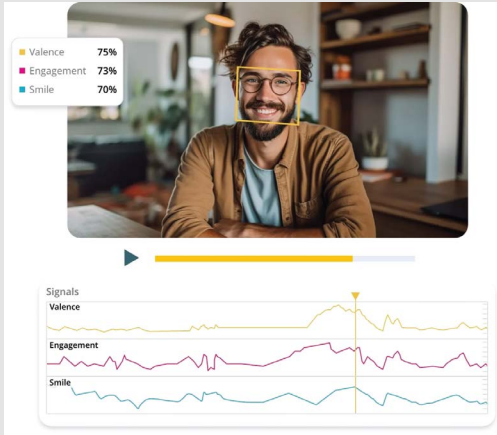 Valence 75%
Engagement 73%
Smile 70%
Signals
Valence
Engagement
Smile